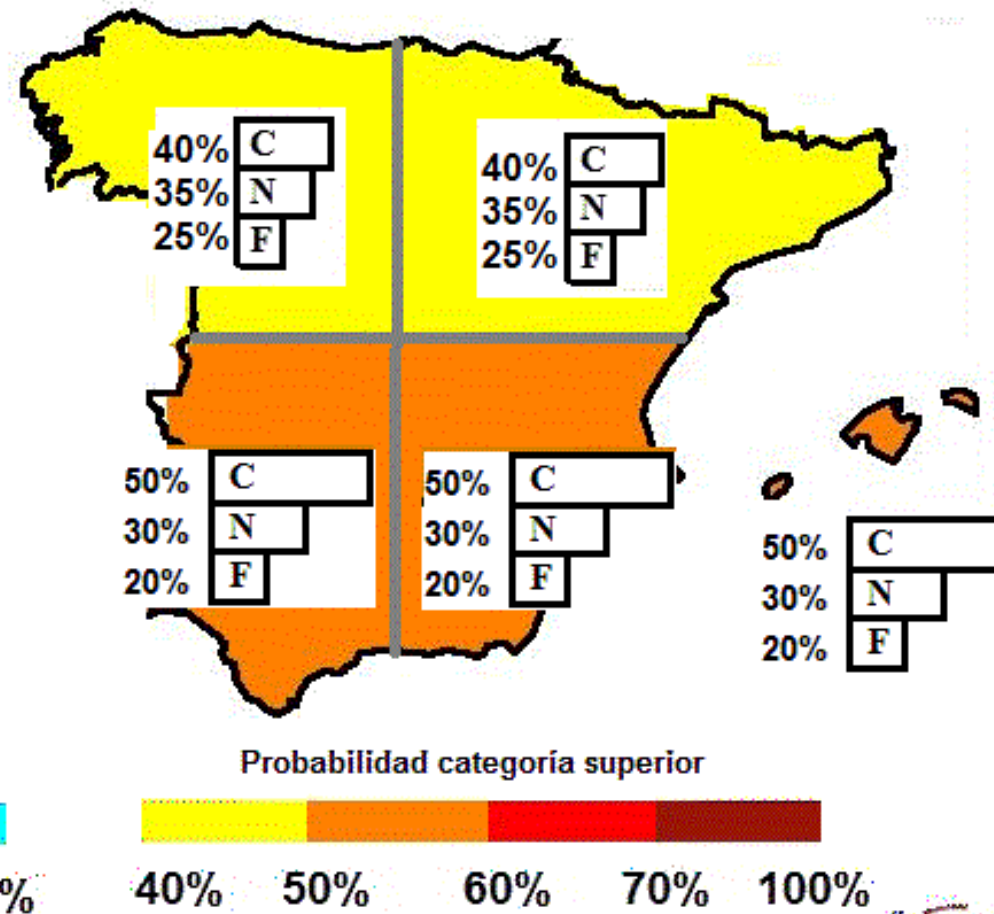 40% C
35% N
25% F
40% C
35% N
25% F
50% C
30% N
20% F
50% C
30% N
20% F
50% C
30% N
20% F
Probabilidad categoría superior
% 40% 50% 60% 70% 100%